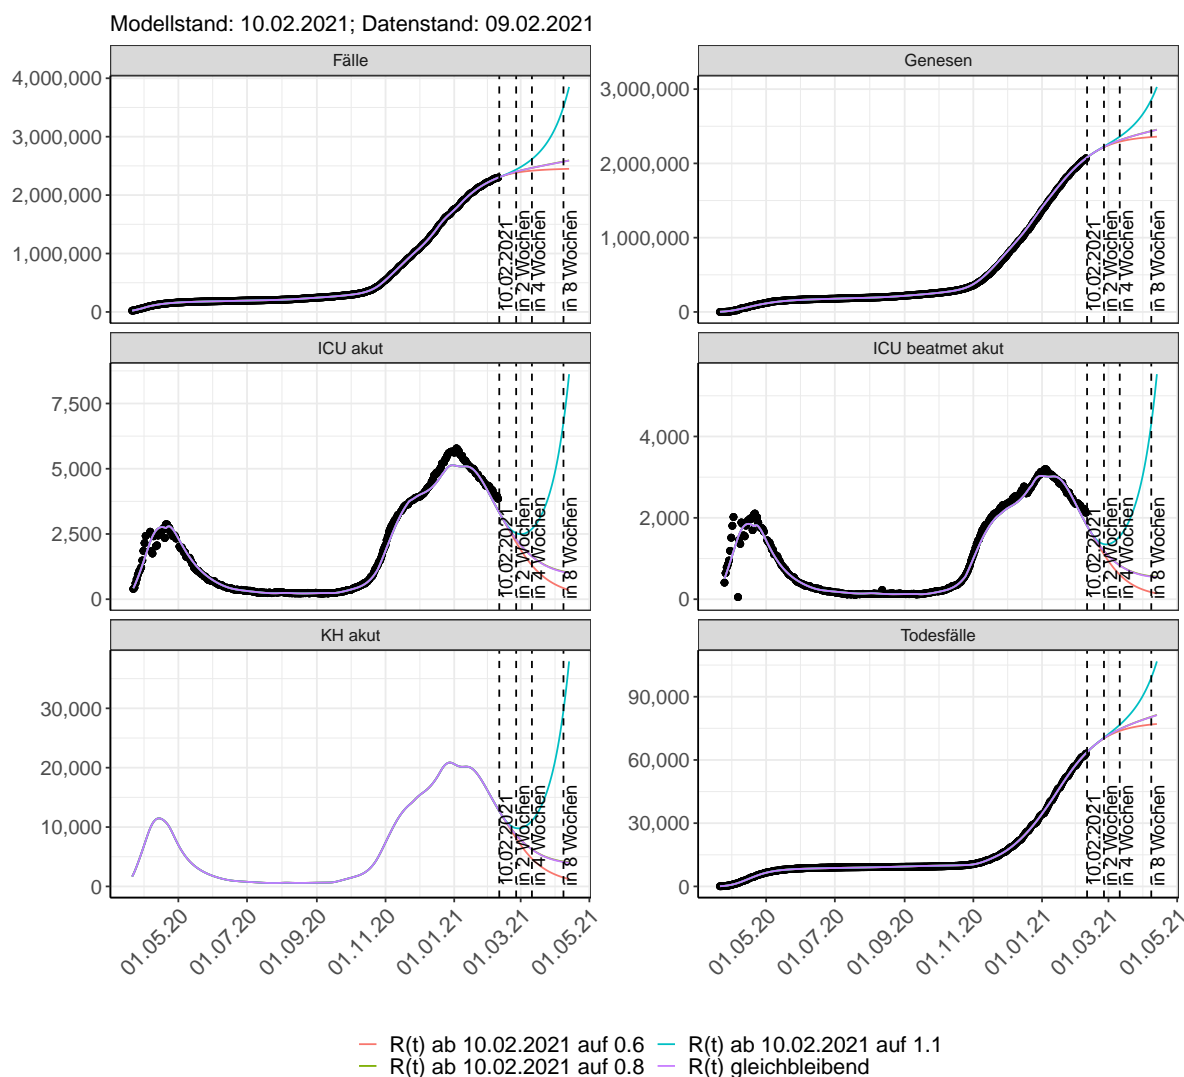 Modellstand: 10.02.2021; Datenstand: 09.02.2021
Fälle
Genesen
4,000,000
3,000,000
2,000,000
1,000,000
0
10.02.2021
in 2 Wochen
in 4 Wochen
in 8 Wochen
3,000,000
2,000,000
1,000,000
0
10.02.2021
in 2 Wochen
in 4 Wochen
in 8 Wochen
ICU akut
ICU beatmet akut
7,500
5,000
2,500
0
10.02.2021
in 2 Wochen
in 4 Wochen
in 8 Wochen
4,000
2,000
0
10.02.2021
in 2 Wochen
in 4 Wochen
in 8 Wochen
KH akut
Todesfälle
30,000
20,000
10,000
0
10.02.2021
in 2 Wochen
in 4 Wochen
in 8 Wochen
90,000
60,000
30,000
0
10.02.2021
in 2 Wochen
in 4 Wochen
in 8 Wochen
01.05.20 01.07.20 01.09.20 01.11.20 01.01.21 01.03.21 01.05.21
01.05.20 01.07.20 01.09.20 01.11.20 01.01.21 01.03.21 01.05.21
R(t) ab 10.02.2021 auf 0.6 R(t) ab 10.02.2021 auf 1.1
R(t) ab 10.02.2021 auf 0.8 R(t) gleichbleibend